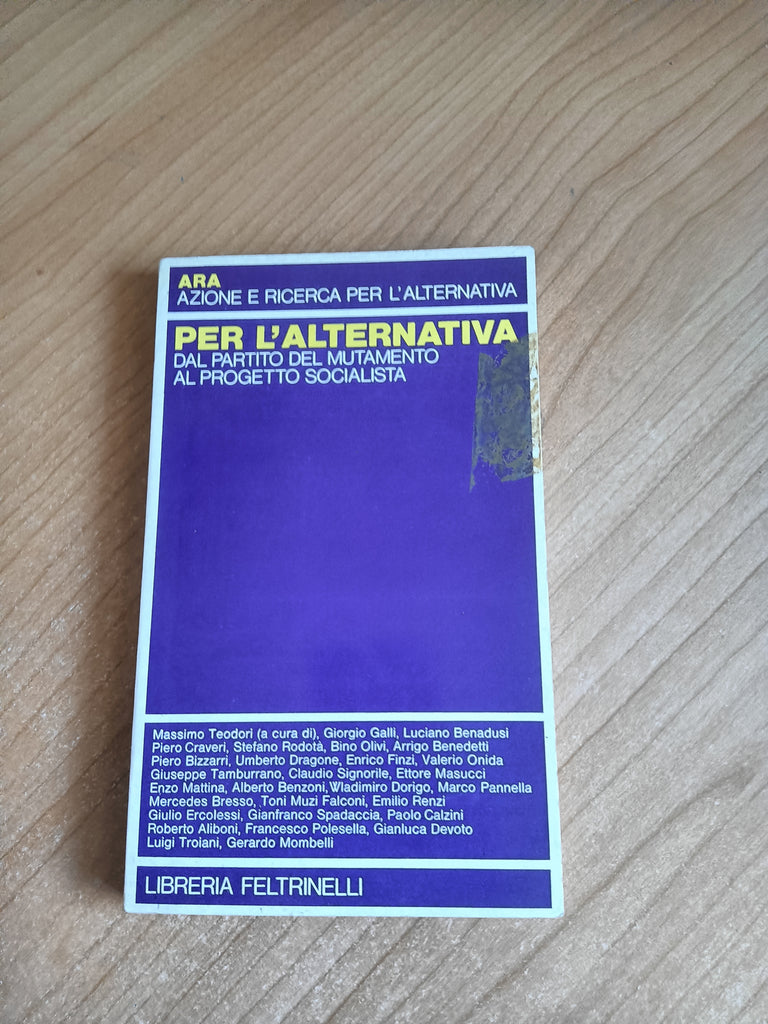 ARA
AZIONE E RICERCA PER L'ALTERNATIVA
PER L'ALTERNATIVA
DAL PARTITO DEL MUTAMENTO
AL PROGETTO SOCIALISTA
Massimo Teodori (a cura di), Giorgio Galli, Luciano Benadusi
Piero Craveri, Stefano Rodotà, Bino Olivi, Arrigo Benedetti
Piero Bizzarri, Umberto Dragone, Enrico Finzi, Valerio Onida
Giuseppe Tamburrano, Claudio Signorile, Ettore Masucci
Enzo Mattina, Alberto Benzoni,Wladimiro Dorigo, Marco Pannella
Mercedes Bresso, Toni Muzi Falconi, Emilio Renzi
Giulio Ercolessi, Gianfranco Spadaccia, Paolo Calzini
Roberto Aliboni, Francesco Polesella, Gianluca Devoto
Luigi Troiani, Gerardo Mombelli
LIBRERIA FELTRINELLI